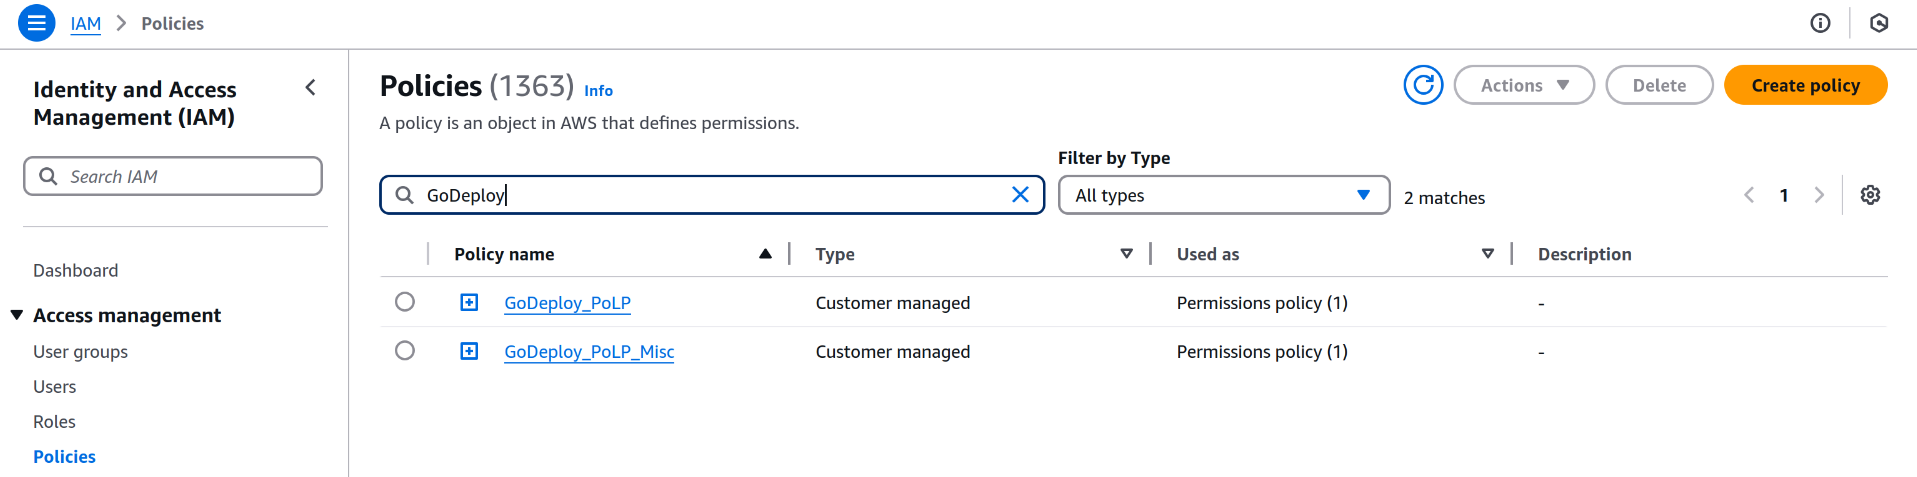 IAM > Policies
Identity and Access
Management (IAM)
Search IAM
Dashboard
Access management
User groups
Users
Roles
Policies
Policies (1363) Info
A policy is an object in AWS that defines permissions.
Actions
Delete
Create policy
Filter by Type
GoDeploy
All types
2 matches
1
Policy name Type Used as Description
GoDeploy_PoLP Customer managed Permissions policy (1) -
GoDeploy_PoLP_Misc Customer managed Permissions policy (1) -